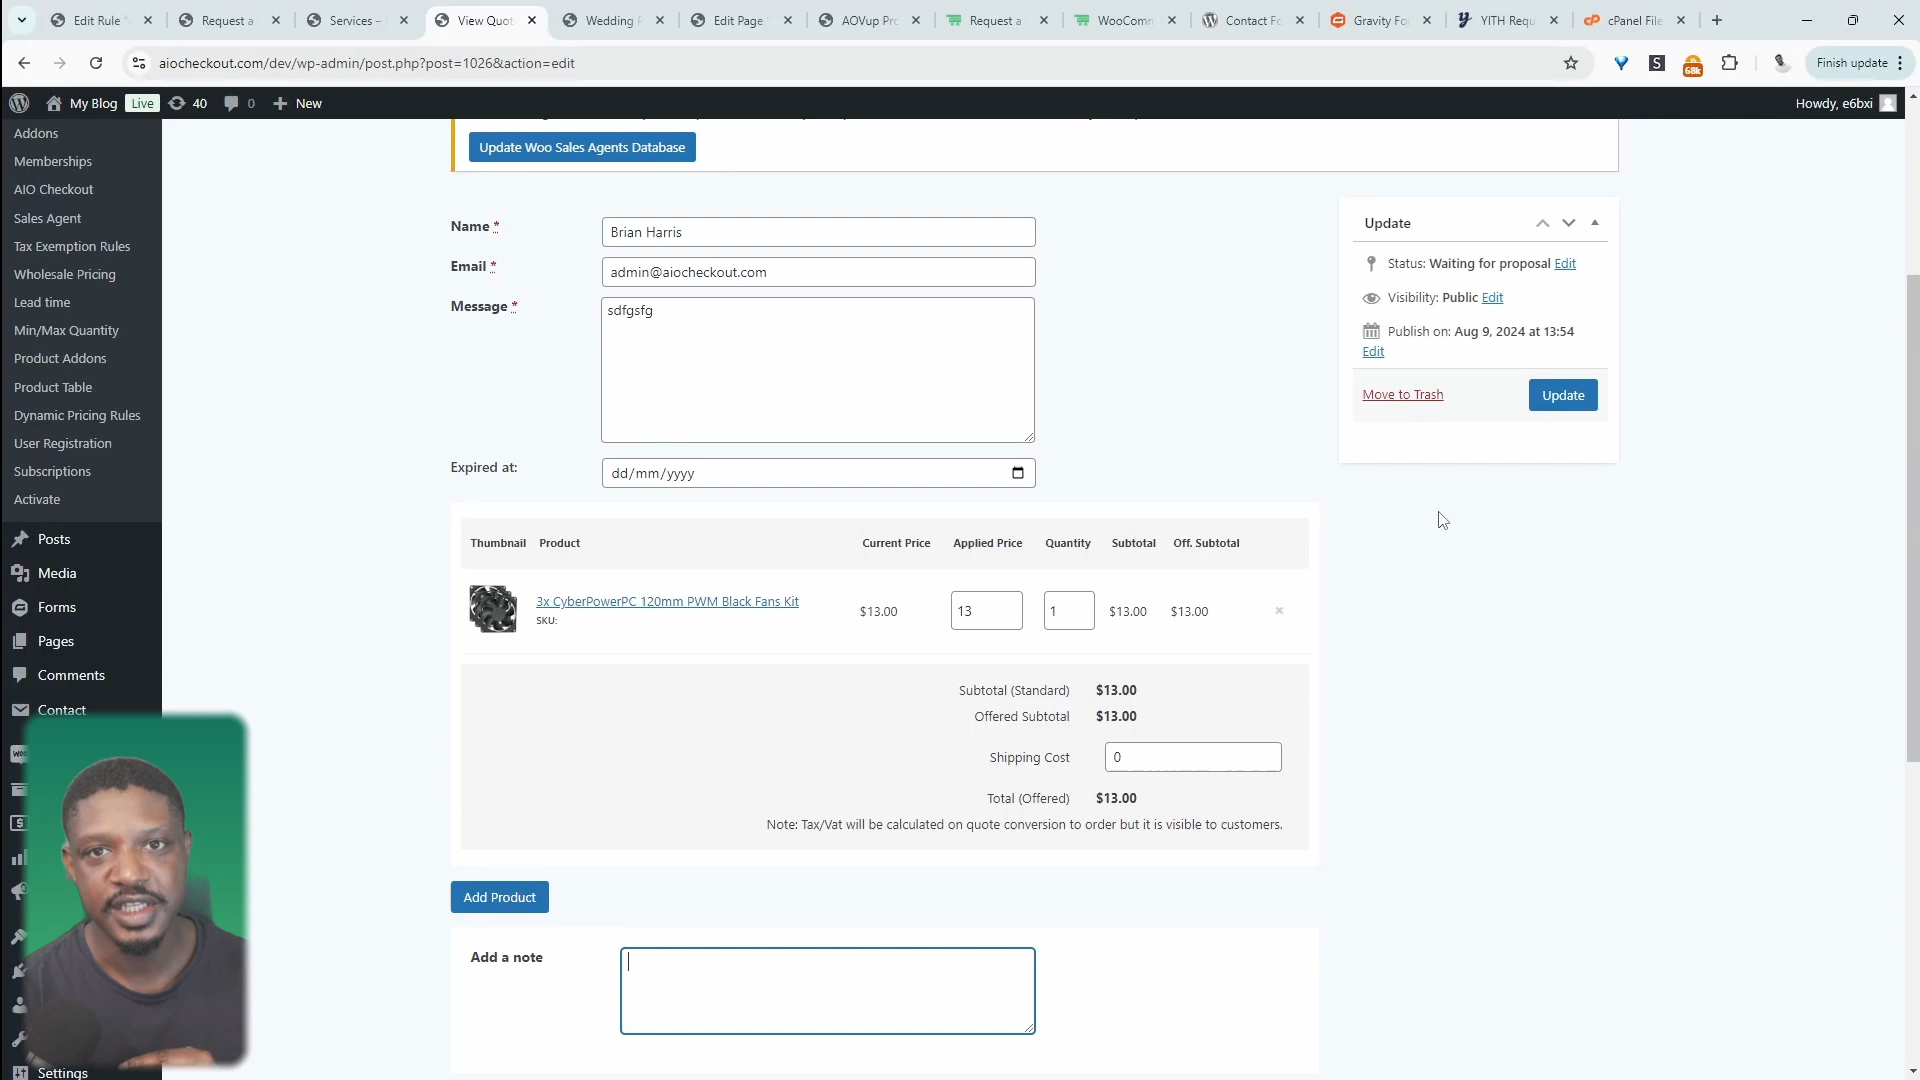 Edit Rule
Request a
Services –
View Quot
Wedding
Edit Page
AOVup Pro
Request a
WooComm
Contact Fo
Gravity Fo
YITH Requ
cPanel File
aiocheckout.com/dev/wp-admin/post.php?post=1026&action=edit
68k
Finish update
My Blog Live 40 0 New
Howdy, e6bxi
Addons
Memberships
AIO Checkout
Sales Agent
Tax Exemption Rules
Wholesale Pricing
Lead time
Min/Max Quantity
Product Addons
Product Table
Dynamic Pricing Rules
User Registration
Subscriptions
Activate
Posts
Media
Forms
Pages
Comments
Contact
Settings
Update Woo Sales Agents Database
Name *
Brian Harris
Email *
admin@aiocheckout.com
Message *
sdfgsfg
Expired at:
dd/mm/yyyy
Update
Status: Waiting for proposal Edit
Visibility: Public Edit
Publish on: Aug 9, 2024 at 13:54
Edit
Move to Trash
Update
Thumbnail Product Current Price Applied Price Quantity Subtotal Off. Subtotal
3x CyberPowerPC 120mm PWM Black Fans Kit
SKU:
$13.00 13 1 $13.00 $13.00
Subtotal (Standard) $13.00
Offered Subtotal $13.00
Shipping Cost 0
Total (Offered) $13.00
Note: Tax/Vat will be calculated on quote conversion to order but it is visible to customers.
Add Product
Add a note